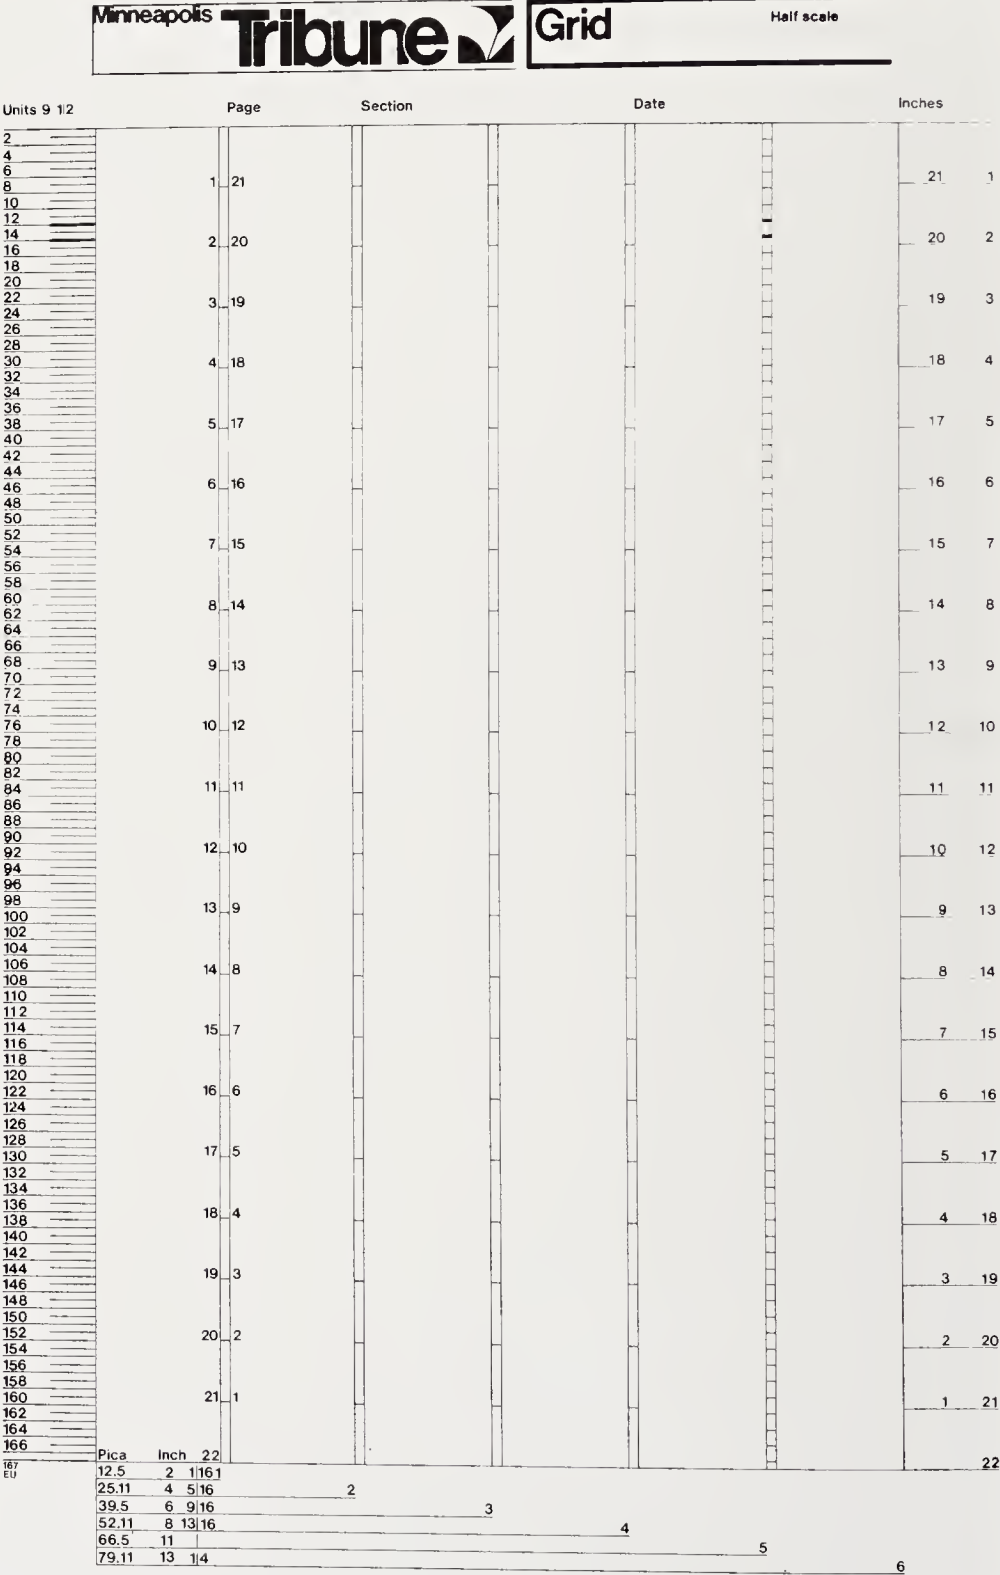 Minneapolis Tribune Grid Half scale
Units 9 1|2 Page Section Date Inches
2
4
6
8 1 21 21 1
10
12
14
16 2 20 20 2
18
20
22
24 3 19 19 3
26
28
30 4 18 18 4
32
34
36
38 5 17 17 5
40
42
44
46 6 16 16 6
48
50
52
54 7 15 15 7
56
58
60 8 14 14 8
62
64
66
68 9 13 13 9
70
72
74
76 10 12 12 10
78
80
82
84 11 11 11 11
86
88
90
92 12 10 10 12
94
96
98
100 13 9 9 13
102
104
106
108 14 8 8 14
110
112
114 15 7 7 15
116
118
120
122 16 6 6 16
124
126
128
130 17 5 5 17
132
134
136
138 18 4 4 18
140
142
144
146 19 3 3 19
148
150
152 20 2 2 20
154
156
158
160 21 1 1 21
162
164
166
167 EU Pica Inch 22 22
12.5 2 1|16 1
25.11 4 5|16 2
39.5 6 9|16 3
52.11 8 13|16 4
66.5 11 5
79.11 13 1|4 6